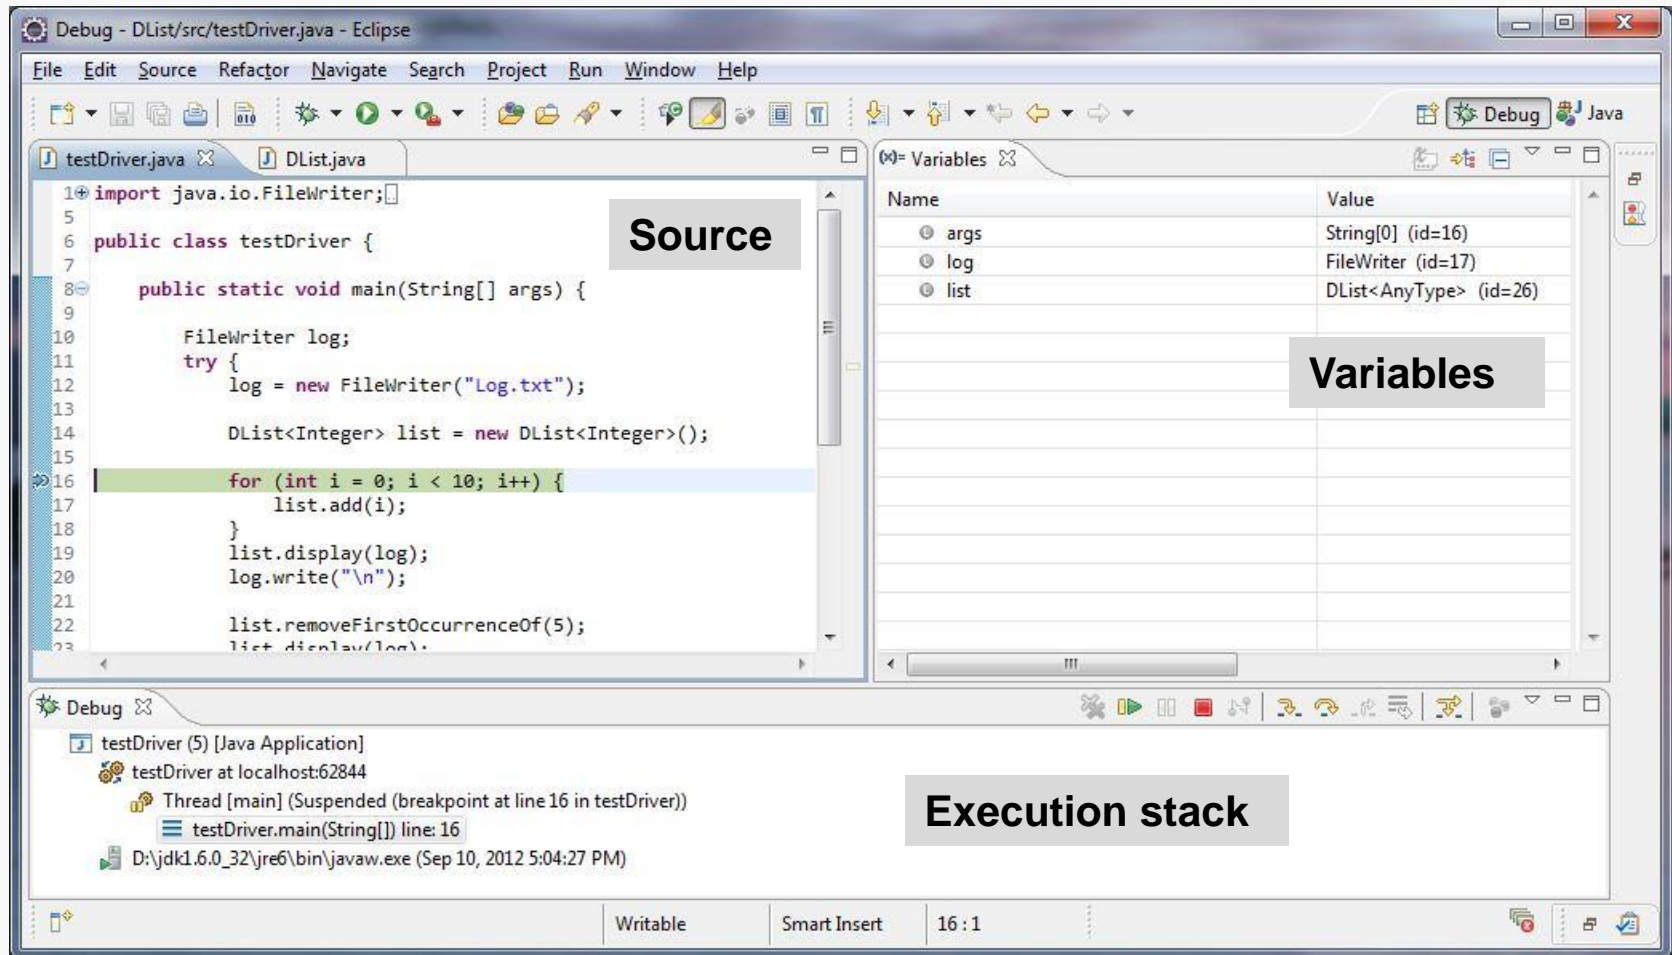 Debug - DList/src/testDriver.java - Eclipse
File Edit Source Refactor Navigate Search Project Run Window Help
Debug Java
testDriver.java DList.java
1 import java.io.FileWriter;
5
6 public class testDriver {
7
8 public static void main(String[] args) {
9
10 FileWriter log;
11 try {
12 log = new FileWriter("Log.txt");
13
14 DList<Integer> list = new DList<Integer>();
15
16 for (int i = 0; i < 10; i++) {
17 list.add(i);
18 }
19 list.display(log);
20 log.write("\n");
21
22 list.removeFirstOccurrenceOf(5);
23 list.display(log);
Source
(x)= Variables
Name Value
args String[0] (id=16)
log FileWriter (id=17)
list DList<AnyType> (id=26)
Variables
Debug
testDriver (5) [Java Application]
testDriver at localhost:62844
Thread [main] (Suspended (breakpoint at line 16 in testDriver))
testDriver.main(String[]) line: 16
D:\jdk1.6.0_32\jre6\bin\javaw.exe (Sep 10, 2012 5:04:27 PM)
Execution stack
Writable Smart Insert 16 : 1